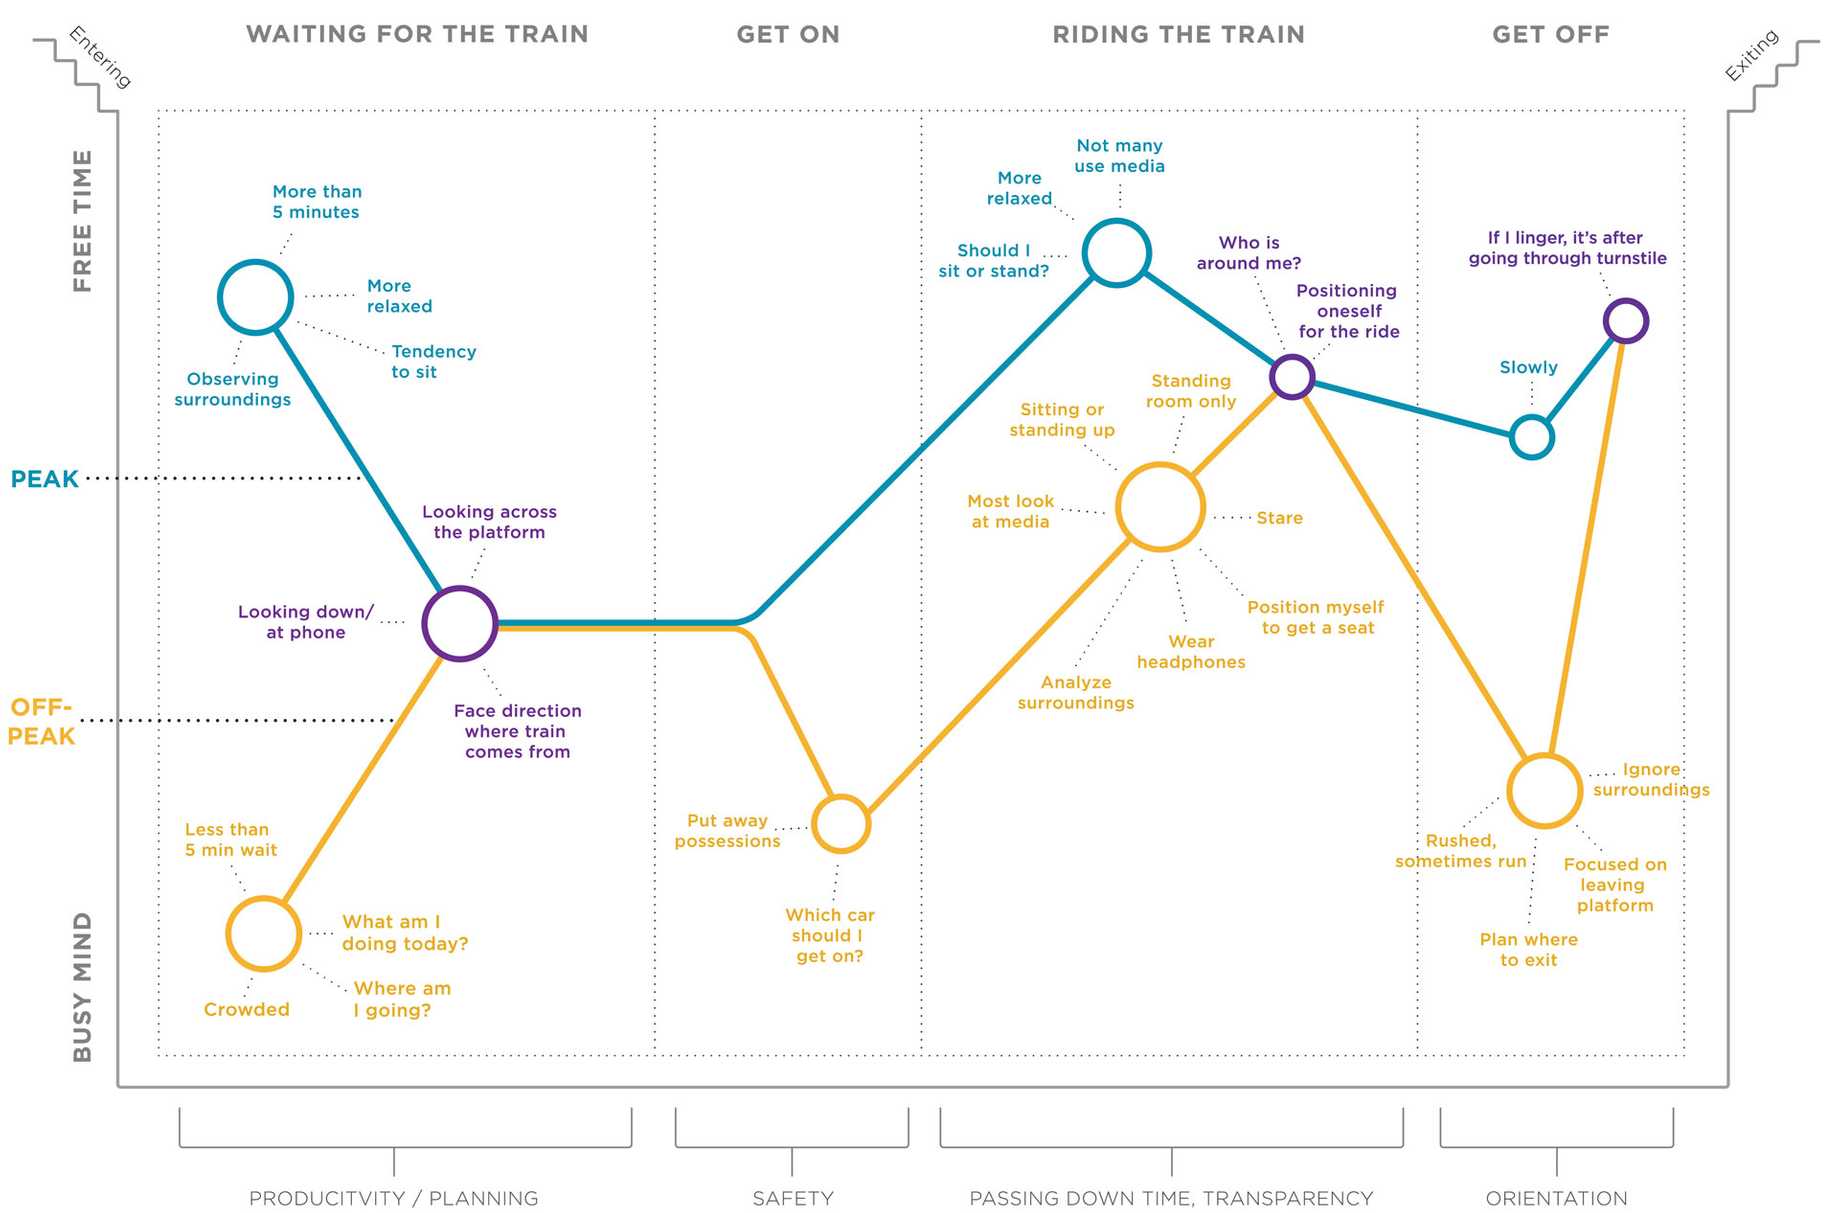 WAITING FOR THE TRAIN
GET ON
RIDING THE TRAIN
GET OFF
Entering
Exiting
FREE TIME
BUSY MIND
PEAK
OFF-
PEAK
More than
5 minutes
More
relaxed
Tendency
to sit
Observing
surroundings
Looking across
the platform
Looking down/
at phone
Face direction
where train
comes from
Less than
5 min wait
What am I
doing today?
Where am
I going?
Crowded
Put away
possessions
Which car
should I
get on?
Not many
use media
More
relaxed
Should I
sit or stand?
Who is
around me?
Positioning
oneself
for the ride
Standing
room only
Sitting or
standing up
Most look
at media
Stare
Position myself
to get a seat
Wear
headphones
Analyze
surroundings
If I linger, it's after
going through turnstile
Slowly
Ignore
surroundings
Rushed,
sometimes run
Focused on
leaving
platform
Plan where
to exit
PRODUCITVITY / PLANNING
SAFETY
PASSING DOWN TIME, TRANSPARENCY
ORIENTATION